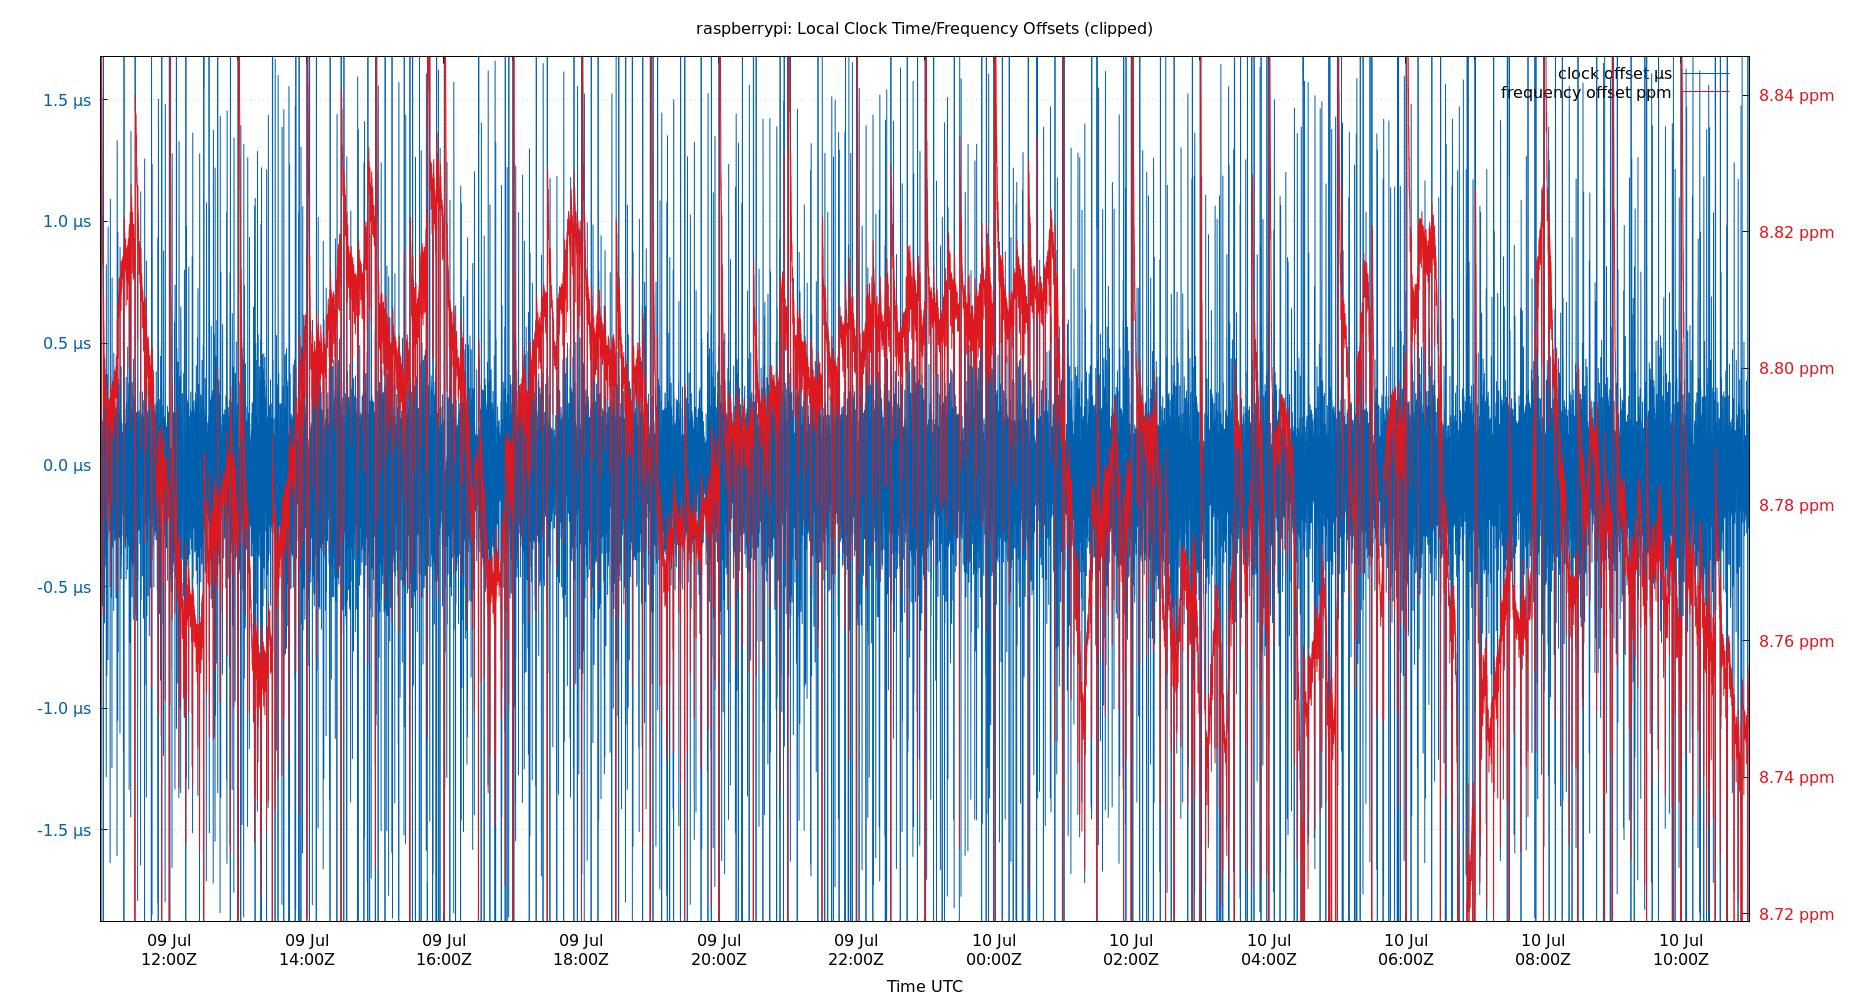 raspberrypi: Local Clock Time/Frequency Offsets (clipped)
clock offset µs
frequency offset ppm
1.5 µs
1.0 µs
0.5 µs
0.0 µs
-0.5 µs
-1.0 µs
-1.5 µs
8.84 ppm
8.82 ppm
8.80 ppm
8.78 ppm
8.76 ppm
8.74 ppm
8.72 ppm
09 Jul 09 Jul 09 Jul 09 Jul 09 Jul 09 Jul 10 Jul 10 Jul 10 Jul 10 Jul 10 Jul 10 Jul
12:00Z 14:00Z 16:00Z 18:00Z 20:00Z 22:00Z 00:00Z 02:00Z 04:00Z 06:00Z 08:00Z 10:00Z
Time UTC